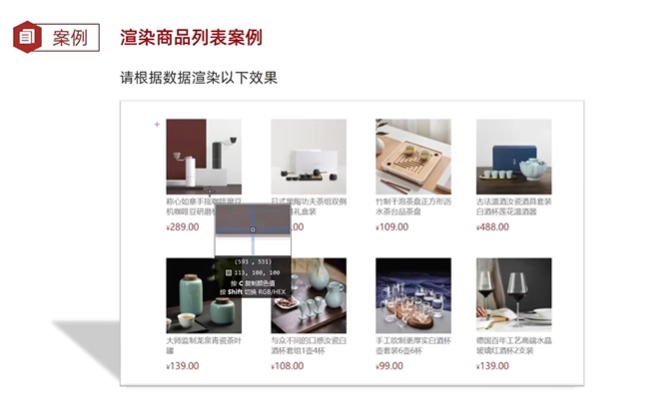 案例
渲染商品列表案例
请根据数据渲染以下效果
称心如意手摇咖啡磨豆
机咖啡豆研磨机
¥289.00
日式黑陶功夫茶组双侧
礼盒装
.00
竹制干泡茶盘正方形沥
水茶台品茶盘
¥109.00
古法温酒汝瓷酒具套装
白酒杯莲花温酒器
¥488.00
(593 , 531)
113, 100, 100
按 C 复制颜色值
按 Shift 切换 RGB/HEX
大师监制龙泉青瓷茶叶
罐
¥139.00
与众不同的口感汝瓷白
酒杯套组1壶4杯
¥108.00
手工吹制更厚实白酒杯
壶套装6壶6杯
¥99.00
德国百年工艺高端水晶
玻璃红酒杯2支装
¥139.00